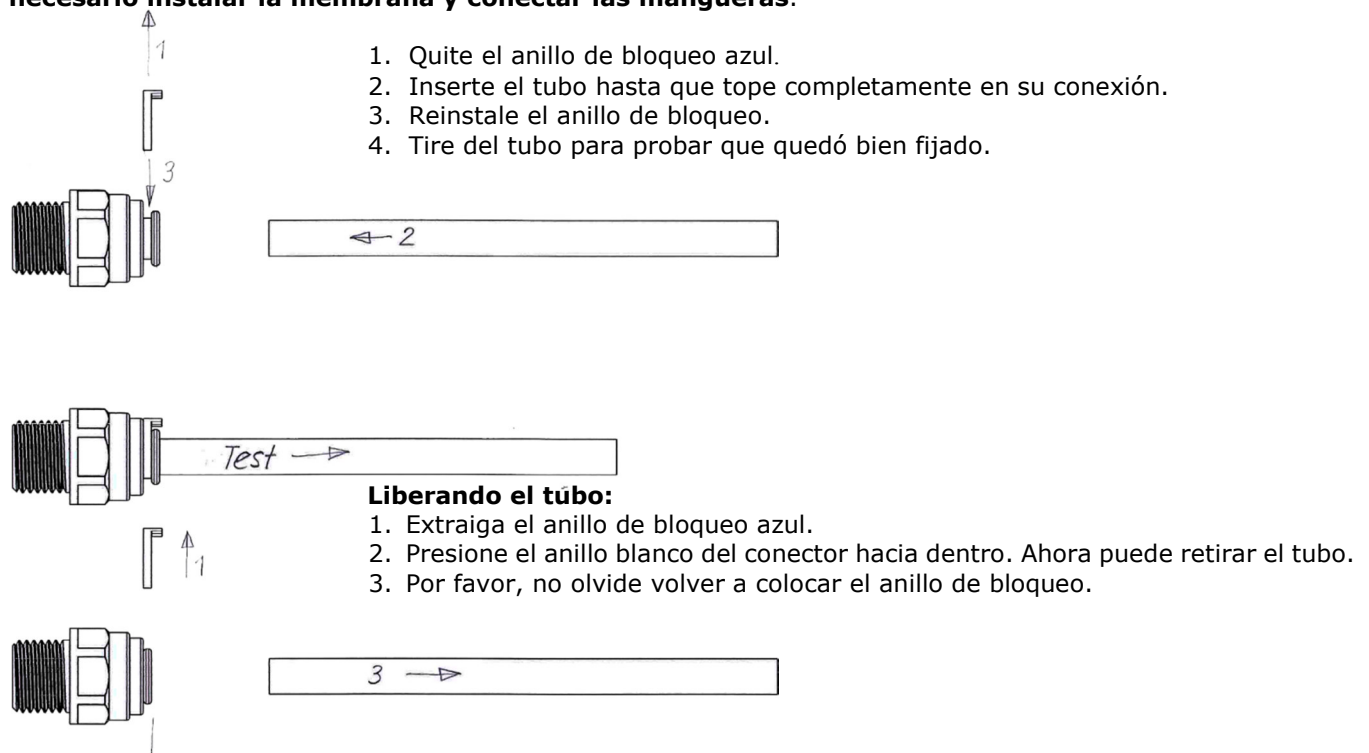 necesario instalar la membrana y conectar las mangueras.
1
1. Quite el anillo de bloqueo azul.
2. Inserte el tubo hasta que tope completamente en su conexión.
3. Reinstale el anillo de bloqueo.
4. Tire del tubo para probar que quedó bien fijado.
3
2
Test
Liberando el tubo:
1. Extraiga el anillo de bloqueo azul.
2. Presione el anillo blanco del conector hacia dentro. Ahora puede retirar el tubo.
3. Por favor, no olvide volver a colocar el anillo de bloqueo.
1
3